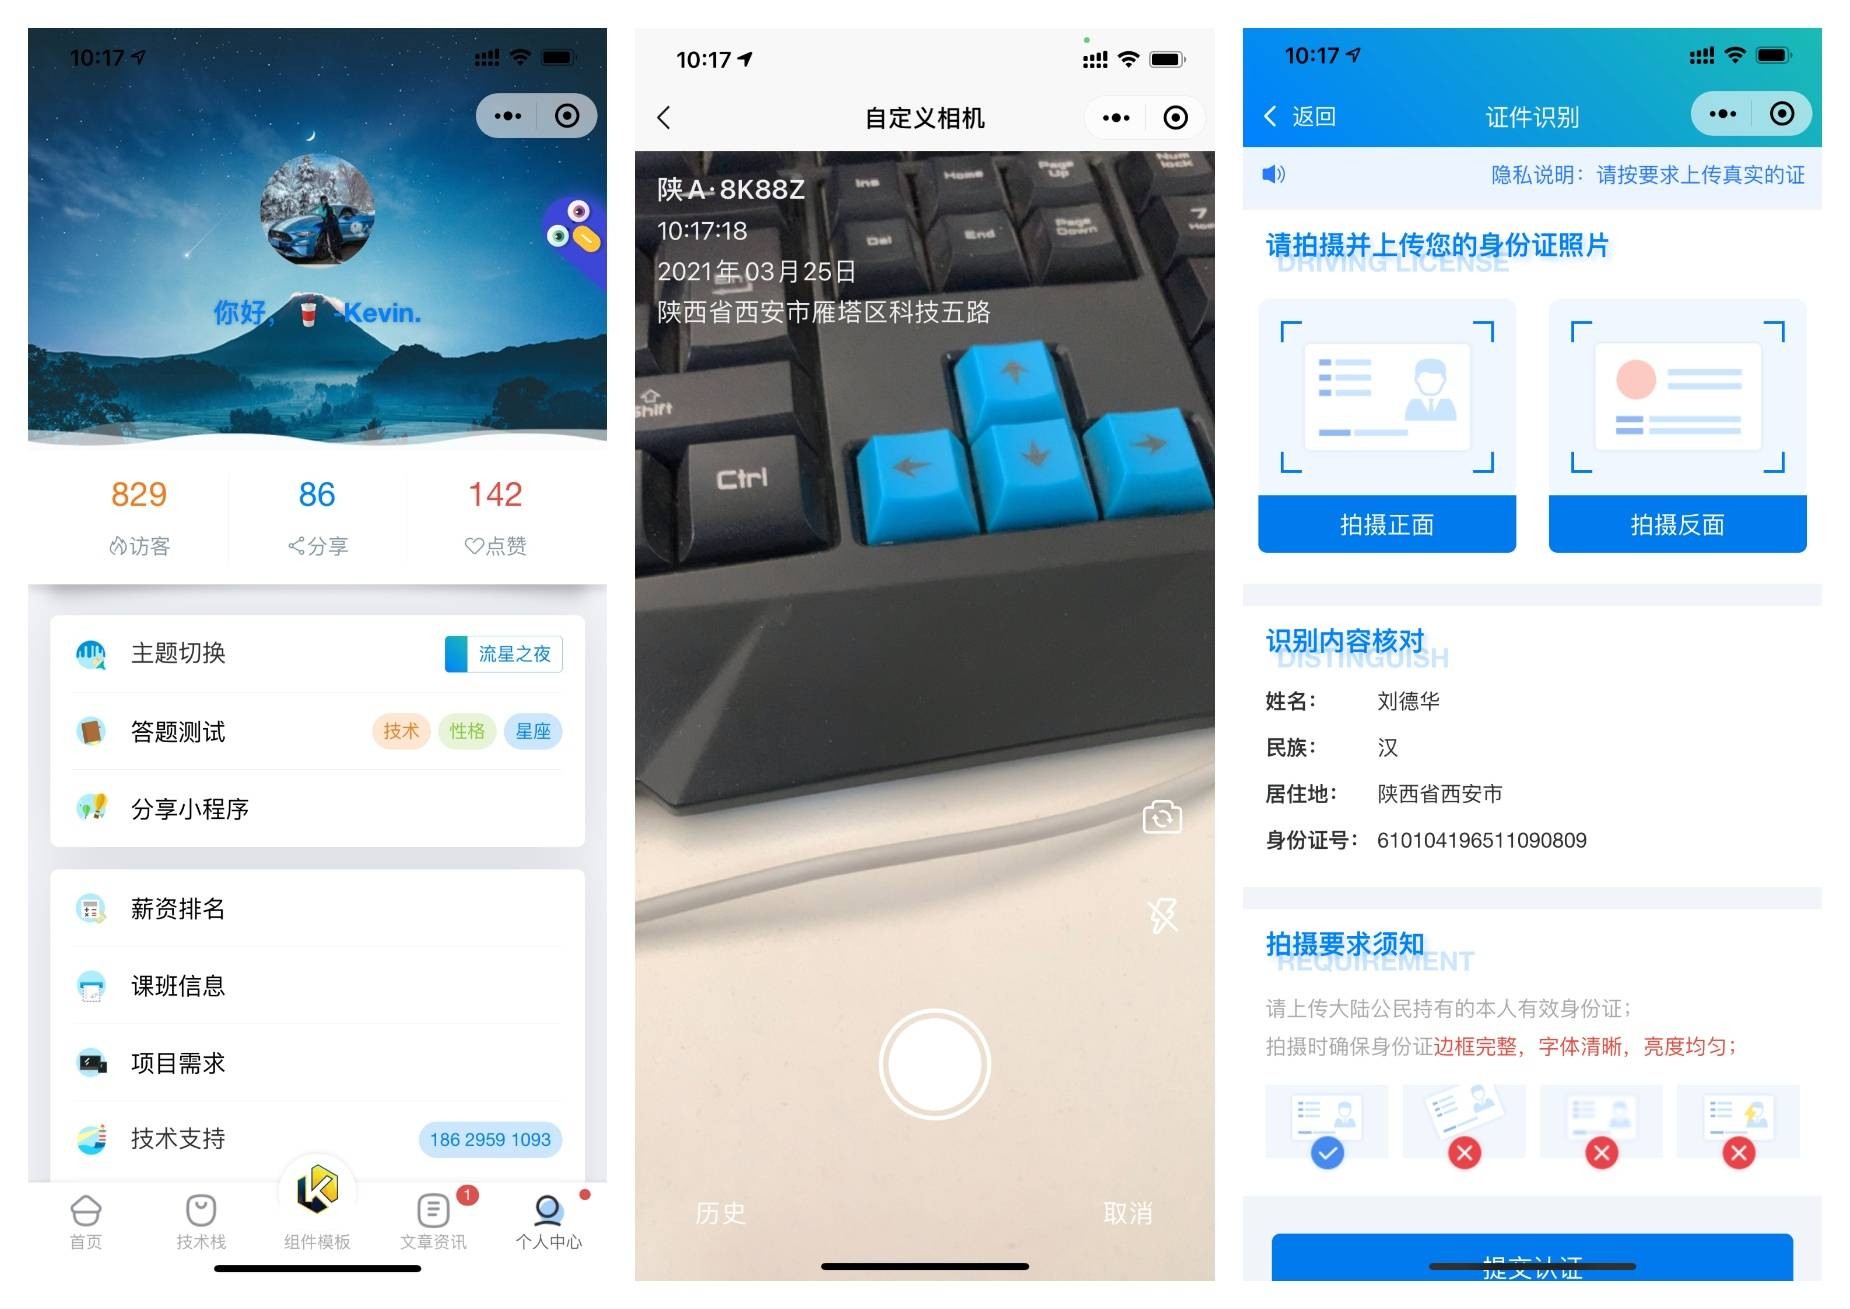 10:17
你好，🥤 -Kevin.
829
86
142
访客
分享
点赞
主题切换
流星之夜
答题测试
技术
性格
星座
分享小程序
薪资排名
课班信息
项目需求
技术支持
186 2959 1093
首页
技术栈
组件模板
文章资讯
1
个人中心
10:17
自定义相机
陕A·8K88Z
10:17:18
2021年03月25日
陕西省西安市雁塔区科技五路
Ins
Home
Page Up
Num lock
Del
End
Page Down
7
Shift
Ctrl
历史
取消
10:17
返回
证件识别
隐私说明：请按要求上传真实的证
请拍摄并上传您的身份证照片
DRIVING LICENSE
拍摄正面
拍摄反面
识别内容核对
DISTINGUISH
姓名： 刘德华
民族： 汉
居住地： 陕西省西安市
身份证号： 610104196511090809
拍摄要求须知
REQUIREMENT
请上传大陆公民持有的本人有效身份证；
拍摄时确保身份证边框完整，字体清晰，亮度均匀；
提交认证